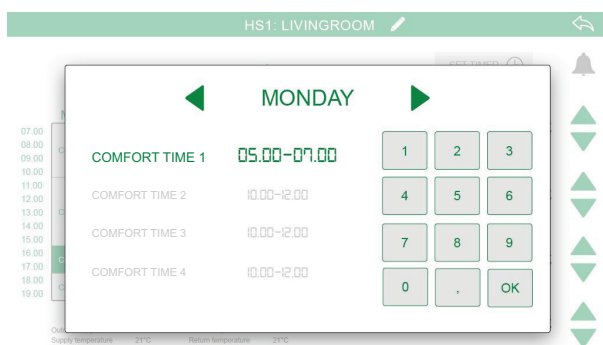 HS1: LIVINGROOM
SET TIMER
MONDAY
07.00
08.00
09.00
10.00
11.00
12.00
13.00
14.00
15.00
16.00
17.00
18.00
19.00
COMFORT TIME 1 05.00-07.00
COMFORT TIME 2 10.00-12.00
COMFORT TIME 3 10.00-12.00
COMFORT TIME 4 10.00-12.00
1 2 3
4 5 6
7 8 9
0 , OK
Supply temperature 21°C Return temperature 21°C